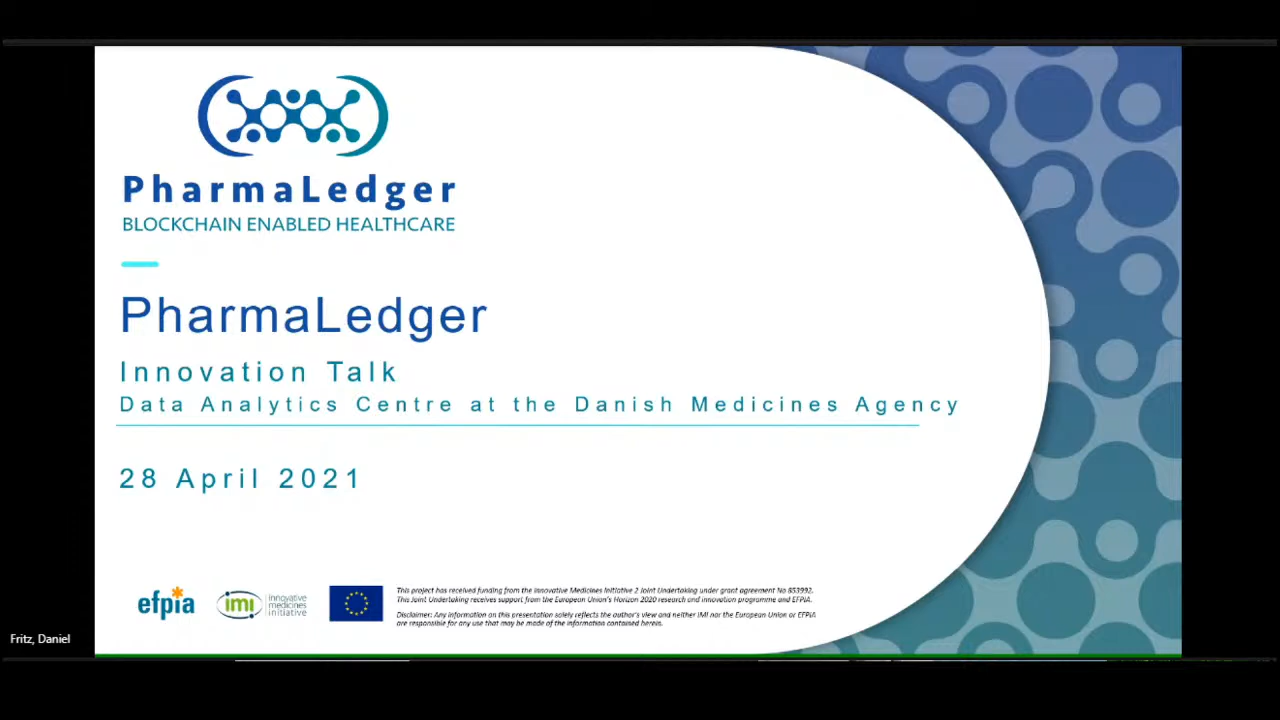 PharmaLedger
BLOCKCHAIN ENABLED HEALTHCARE
PharmaLedger
Innovation Talk
Data Analytics Centre at the Danish Medicines Agency
28 April 2021
efpia
imi
innovative
medicines
initiative
This project has received funding from the Innovative Medicines Initiative 2 Joint Undertaking under grant agreement No 853992.
This Joint Undertaking receives support from the European Union's Horizon 2020 research and innovation programme and EFPIA.
Disclaimer: Any information on this presentation solely reflects the author's view and neither IMI nor the European Union or EFPIA
are responsible for any use that may be made of the information contained herein.
Fritz, Daniel